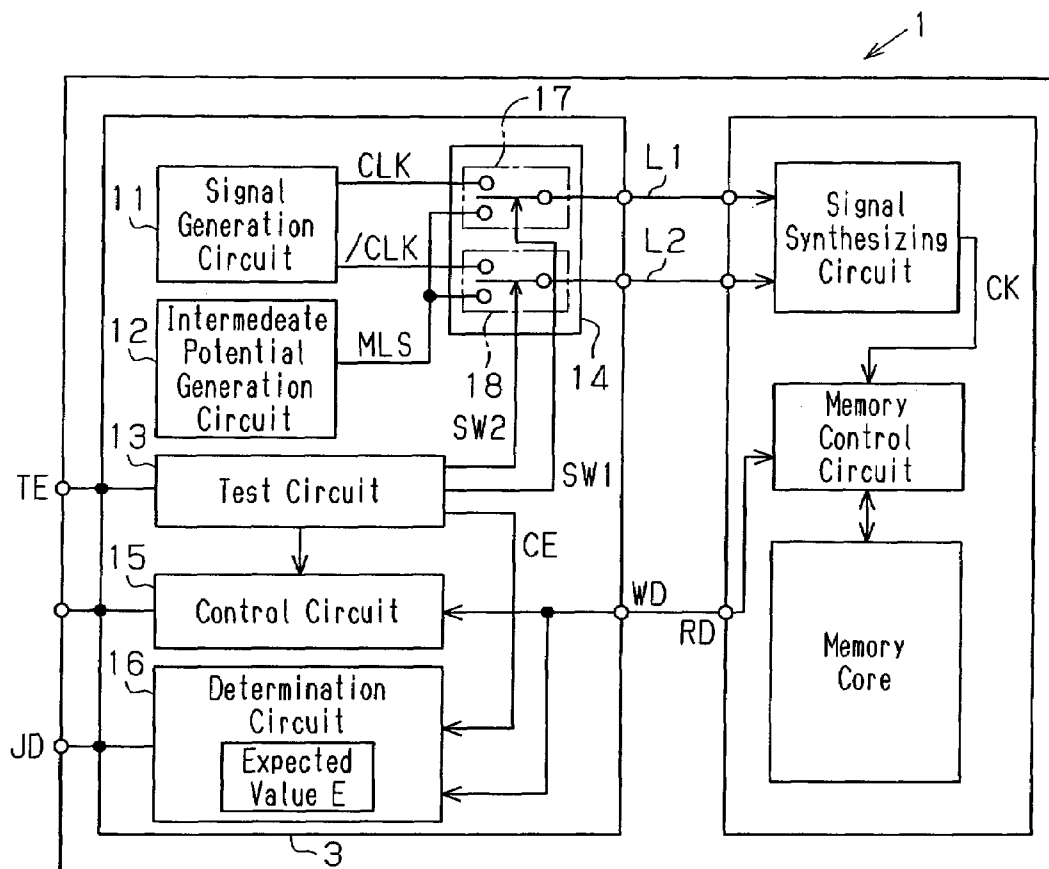 1
17
CLK
L1
11
Signal
Generation
Circuit
Signal
Synthesizing
Circuit
/CLK
L2
CK
12
Intermedeate
Potential
Generation
Circuit
MLS
18
14
SW2
Memory
Control
Circuit
13
TE
Test Circuit
SW1
CE
15
Control Circuit
WD
RD
16
Determination
Circuit
Memory
Core
JD
Expected
Value E
3